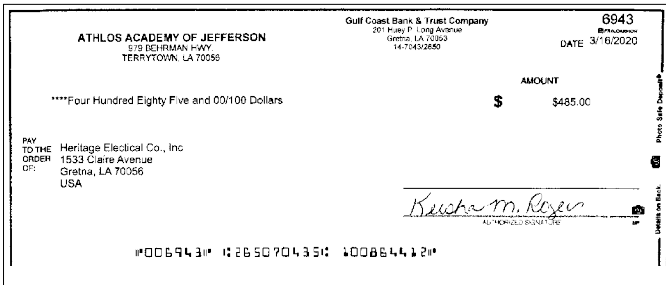 Gulf Coast Bank & Trust Company
201 Huey P. Long Avenue
Gretna, LA 70053
14-7043/2650
6943
DATE 3/16/2020
ATHLOS ACADEMY OF JEFFERSON
979 BEHRMAN HWY.
TERRYTOWN, LA 70056
AMOUNT
****Four Hundred Eighty Five and 00/100 Dollars $ $485.00
PAY TO THE ORDER OF:
Heritage Electical Co., Inc
1533 Claire Avenue
Gretna, LA 70056
USA
Keisha M. Rogers
AUTHORIZED SIGNATURE
Photo Safe Deposit
Details on Back.
⑈006943⑈ ⑆265070435⑆ 100864412⑈